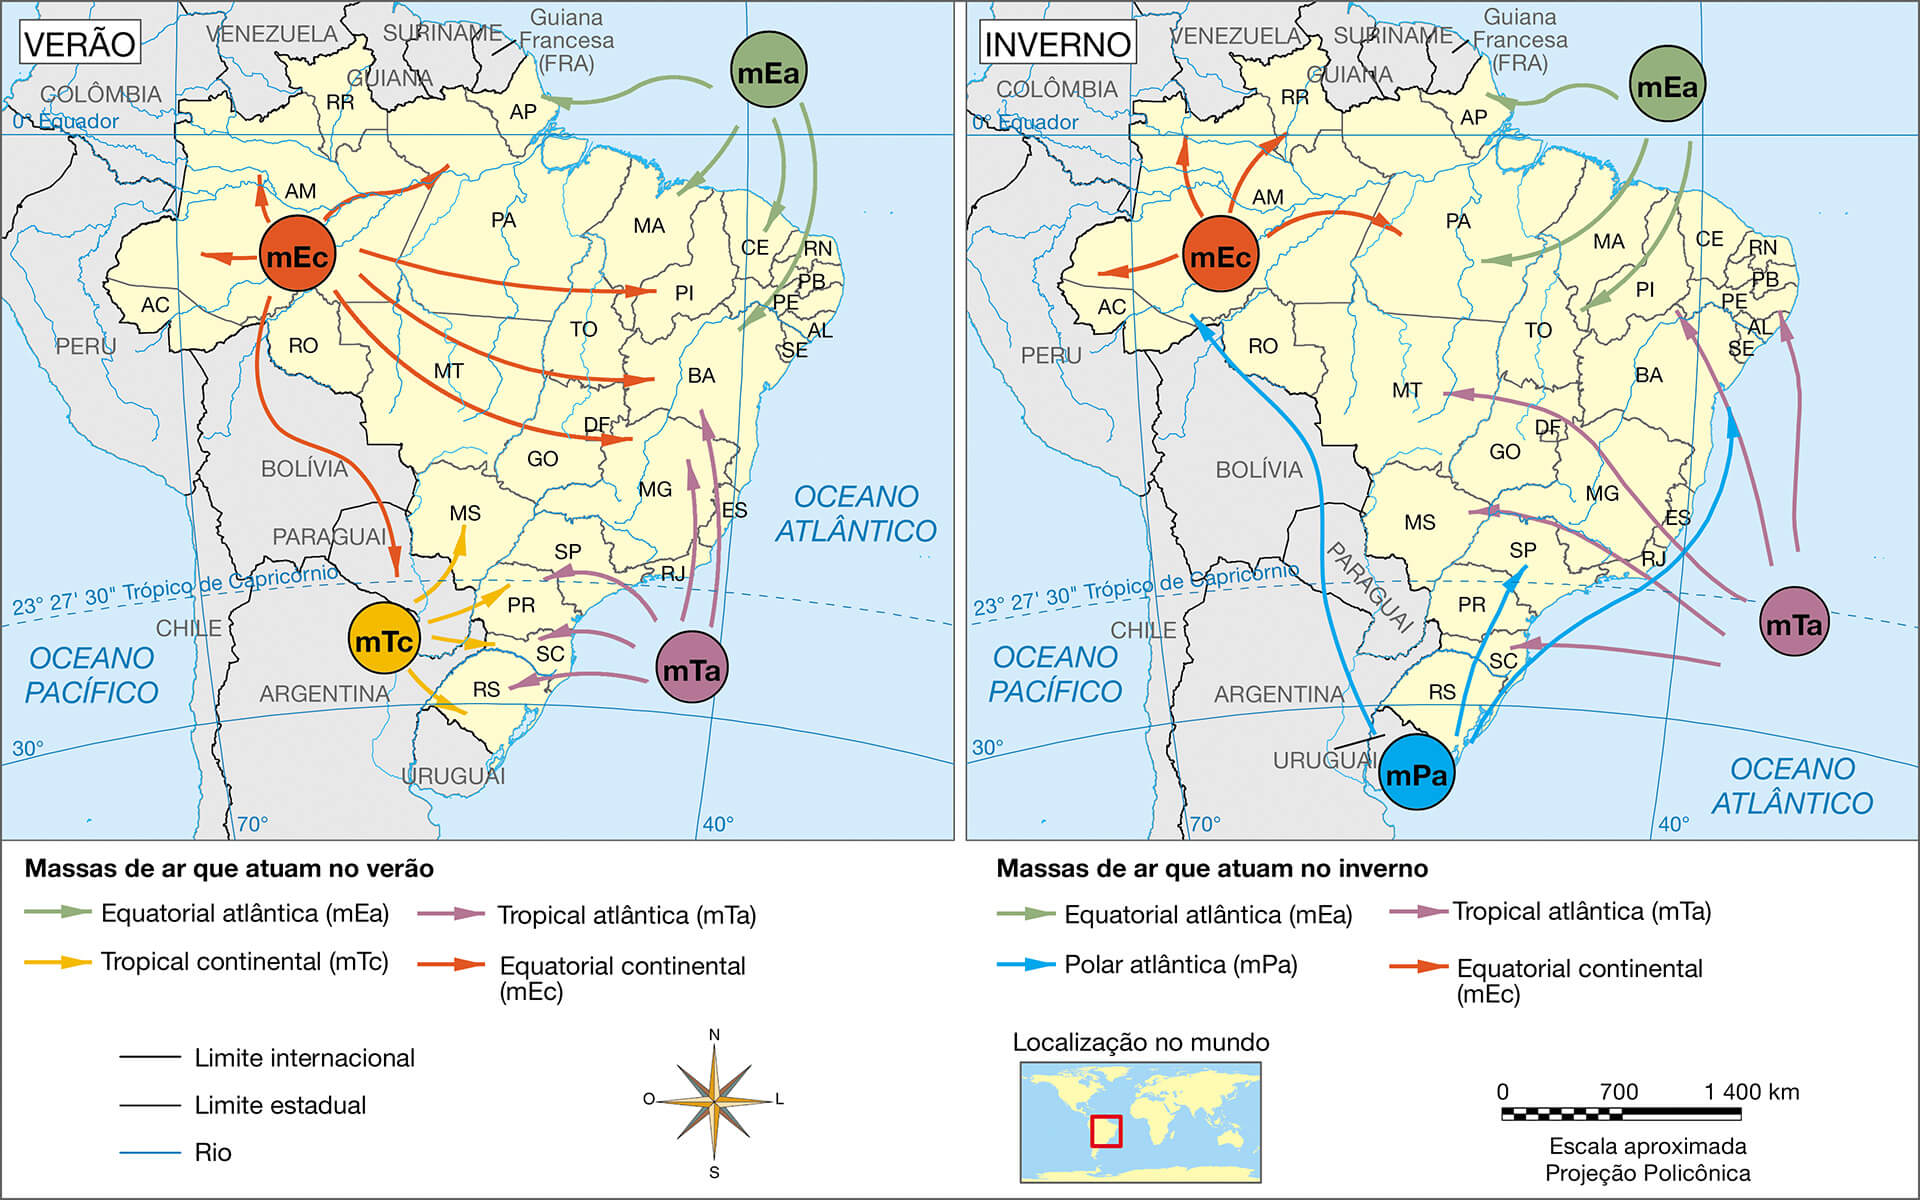 VERÃO
VENEZUELA
SURINAME
Guiana
Francesa
(FRA)
GUIANA
COLÔMBIA
0° Equador
RR
AP
mEa
AM
mEc
PA
MA
CE
RN
PB
PE
AL
SE
PI
AC
TO
PERU
RO
MT
BA
DF
GO
BOLÍVIA
MG
ES
OCEANO
ATLÂNTICO
MS
PARAGUAI
SP
RJ
23° 27' 30" Trópico de Capricórnio
PR
CHILE
mTc
SC
mTa
OCEANO
PACÍFICO
ARGENTINA
RS
30°
URUGUAI
70°
40°
INVERNO
VENEZUELA
SURINAME
Guiana
Francesa
(FRA)
GUIANA
COLÔMBIA
0° Equador
RR
AP
mEa
AM
mEc
PA
MA
CE
RN
PB
PE
AL
SE
PI
AC
TO
PERU
RO
MT
BA
DF
GO
BOLÍVIA
MG
ES
MS
SP
RJ
PARAGUAI
23° 27' 30" Trópico de Capricórnio
PR
CHILE
mTa
SC
OCEANO
PACÍFICO
ARGENTINA
RS
30°
URUGUAI
mPa
OCEANO
ATLÂNTICO
70°
40°
Massas de ar que atuam no verão
Equatorial atlântica (mEa)
Tropical atlântica (mTa)
Tropical continental (mTc)
Equatorial continental
(mEc)
Massas de ar que atuam no inverno
Equatorial atlântica (mEa)
Tropical atlântica (mTa)
Polar atlântica (mPa)
Equatorial continental
(mEc)
Limite internacional
Limite estadual
Rio
N
O
L
S
Localização no mundo
0 700 1 400 km
Escala aproximada
Projeção Policônica